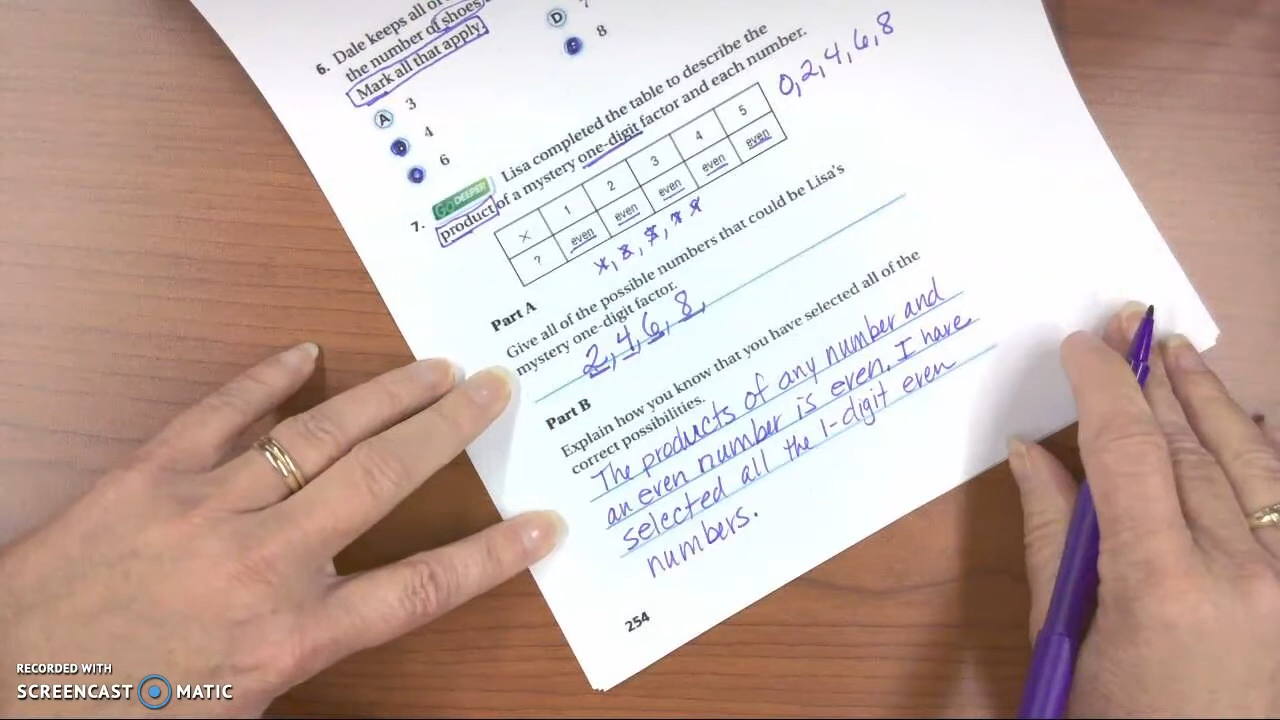 6. Dale keeps all of
the number of shoes
Mark all that apply.
A 3
4
6
D
8
7. Go DEEPER! Lisa completed the table to describe the
product of a mystery one-digit factor and each number.
0, 2, 4, 6, 8
X 1 2 3 4 5
? even even even even even
Part A
Give all of the possible numbers that could be Lisa's
mystery one-digit factor.
2, 4, 6, 8,
Part B
Explain how you know that you have selected all of the
correct possibilities.
The products of any number and
an even number is even. I have
selected all the 1-digit even
numbers.
254
RECORDED WITH
SCREENCAST MATIC